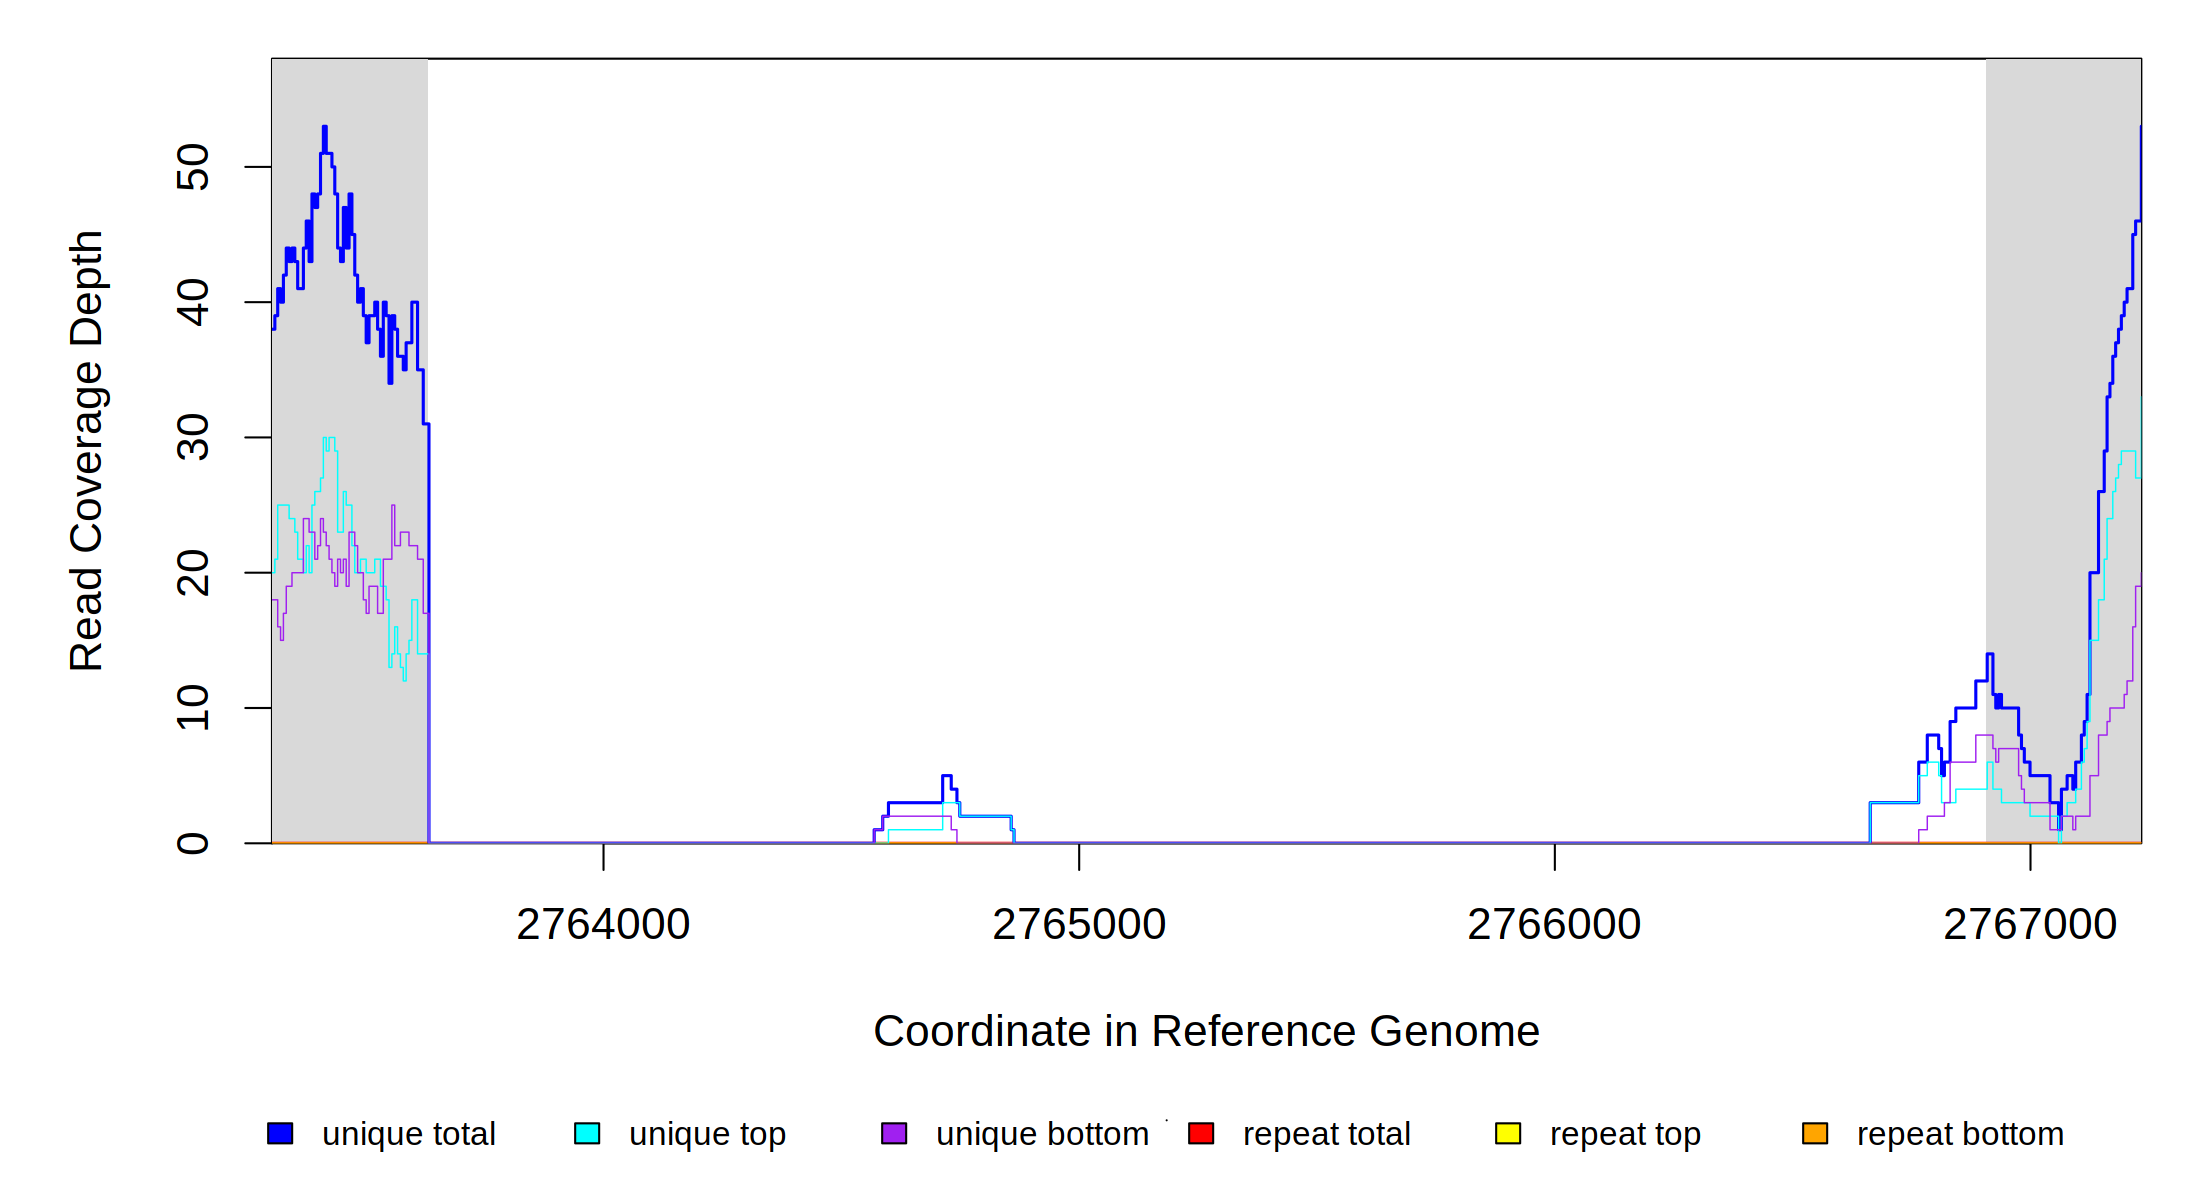 50
40
30
20
10
0
Read Coverage Depth
2764000 2765000 2766000 2767000
Coordinate in Reference Genome
unique total unique top unique bottom repeat total repeat top repeat bottom